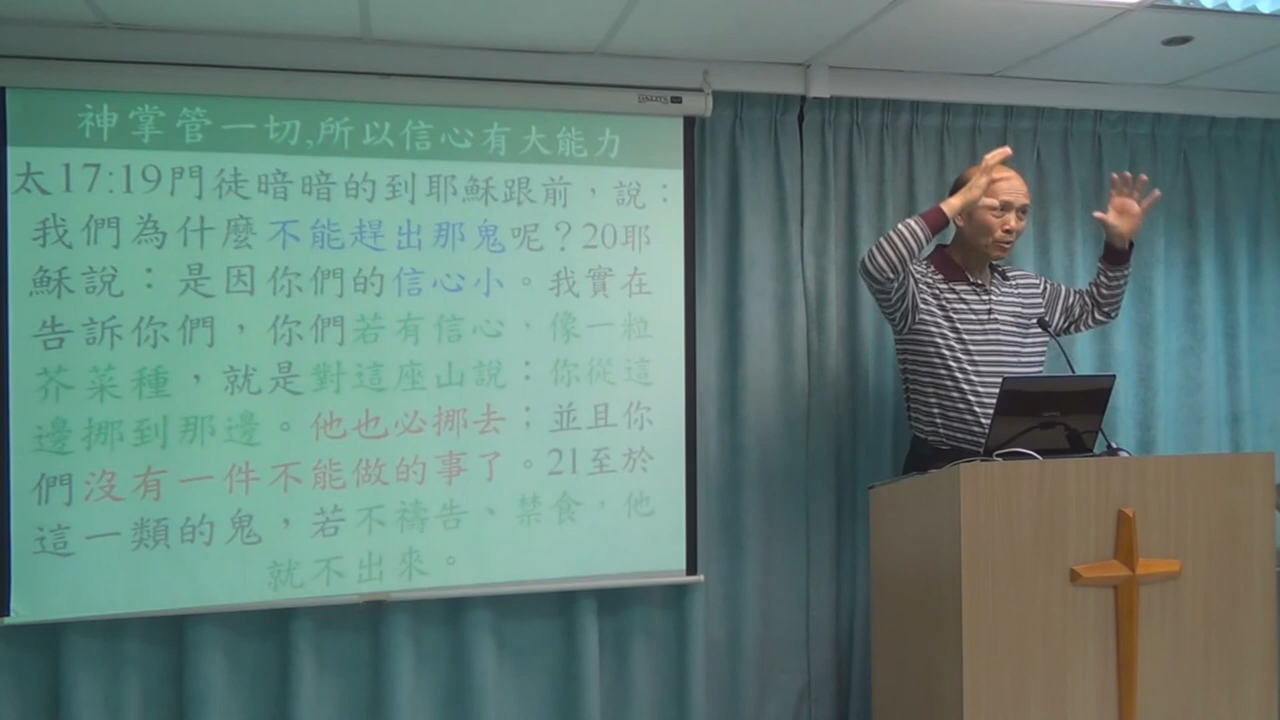 神掌管一切,所以信心有大能力
太17:19門徒暗暗的到耶穌跟前，說：
我們為什麼不能趕出那鬼呢？20耶
穌說：是因你們的信心小。我實在
告訴你們，你們若有信心，像一粒
芥菜種，就是對這座山說：你從這
邊挪到那邊。他也必挪去；並且你
們沒有一件不能做的事了。21至於
這一類的鬼，若不禱告、禁食，他
就不出來。